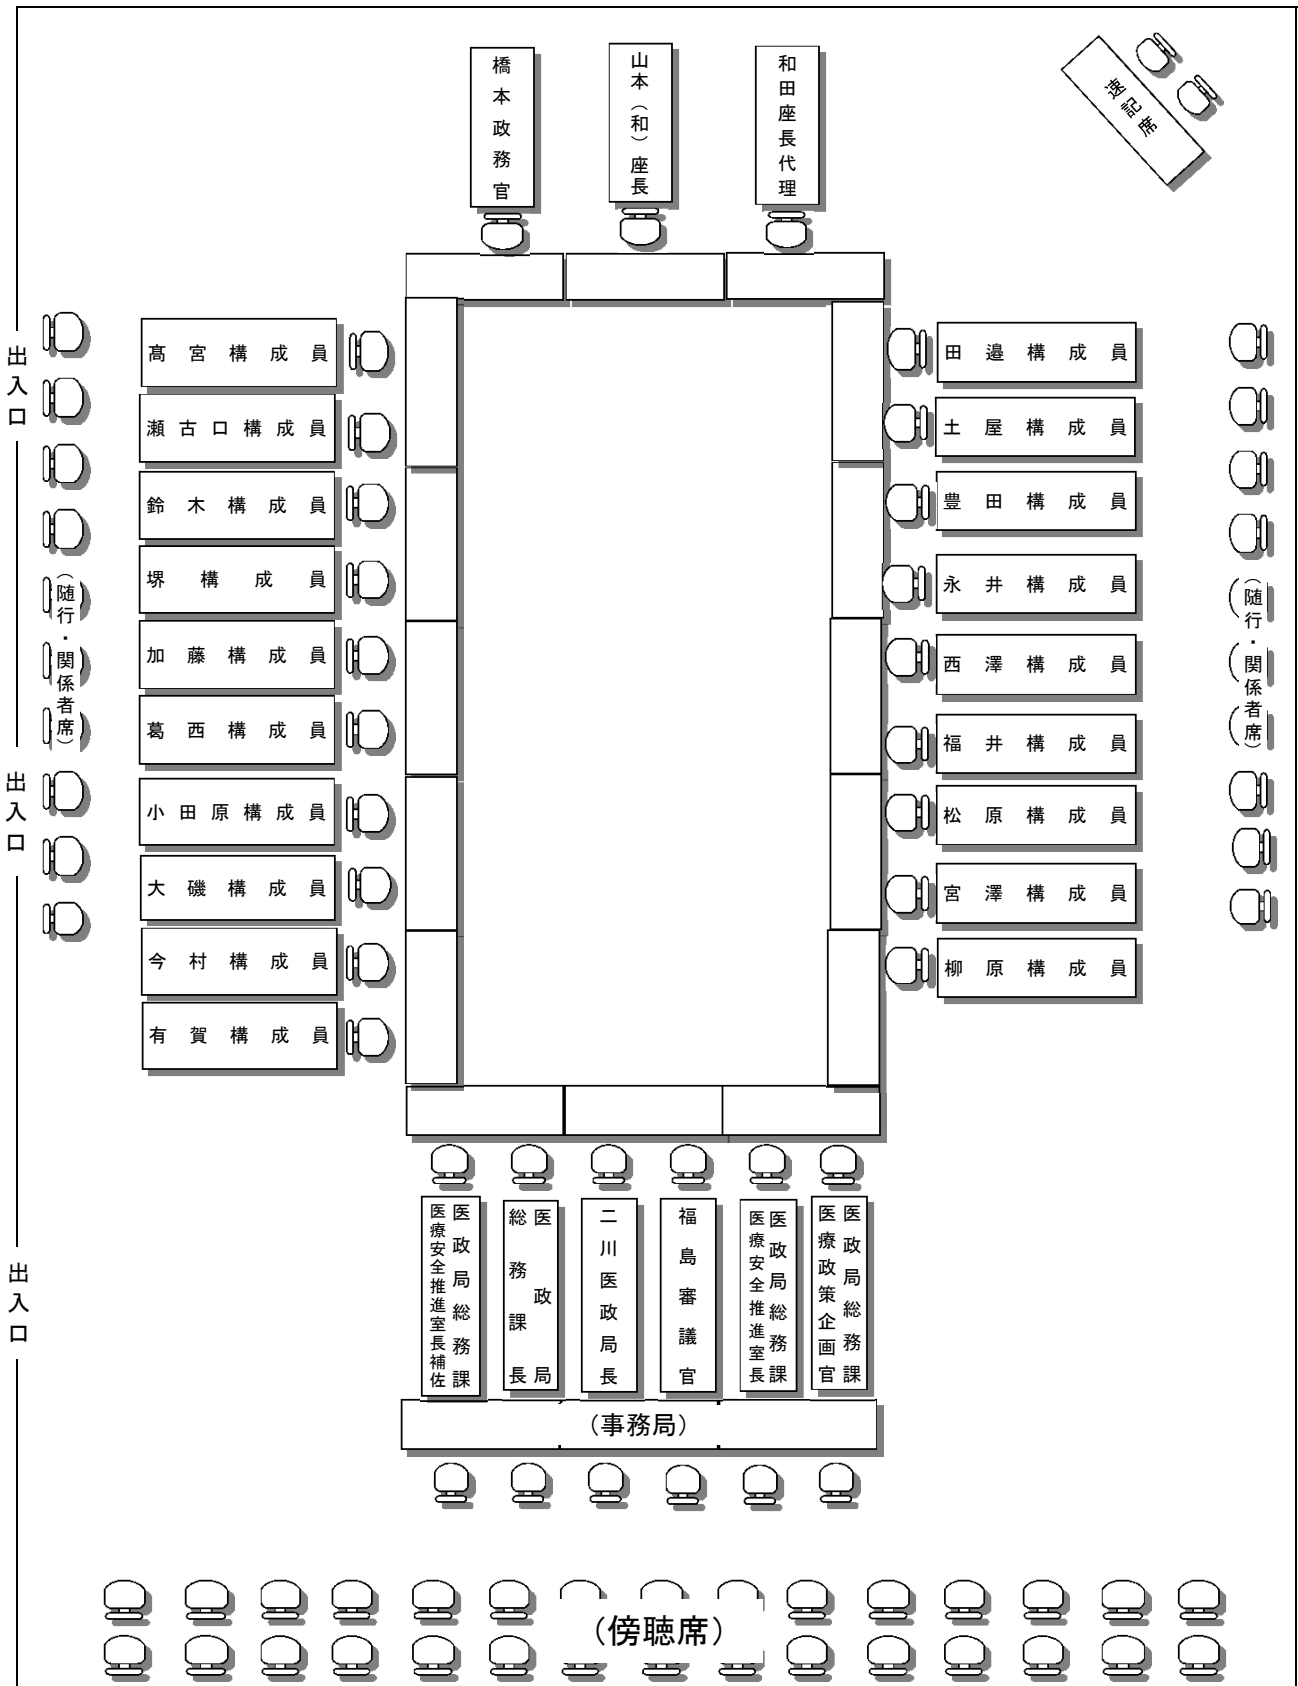 橋本政務官
山本（和）座長
和田座長代理
速記席
出入口
出入口
出入口
（随行・関係者席）
髙宮構成員
瀬古口構成員
鈴木構成員
堺構成員
加藤構成員
葛西構成員
小田原構成員
大磯構成員
今村構成員
有賀構成員
田邉構成員
土屋構成員
豊田構成員
永井構成員
西澤構成員
福井構成員
松原構成員
宮澤構成員
柳原構成員
（随行・関係者席）
医政局総務課
医療安全推進室長補佐
医政局
総務課長
二川医政局長
福島審議官
医政局総務課
医療安全推進室長
医政局総務課
医療政策企画官
（事務局）
（傍聴席）